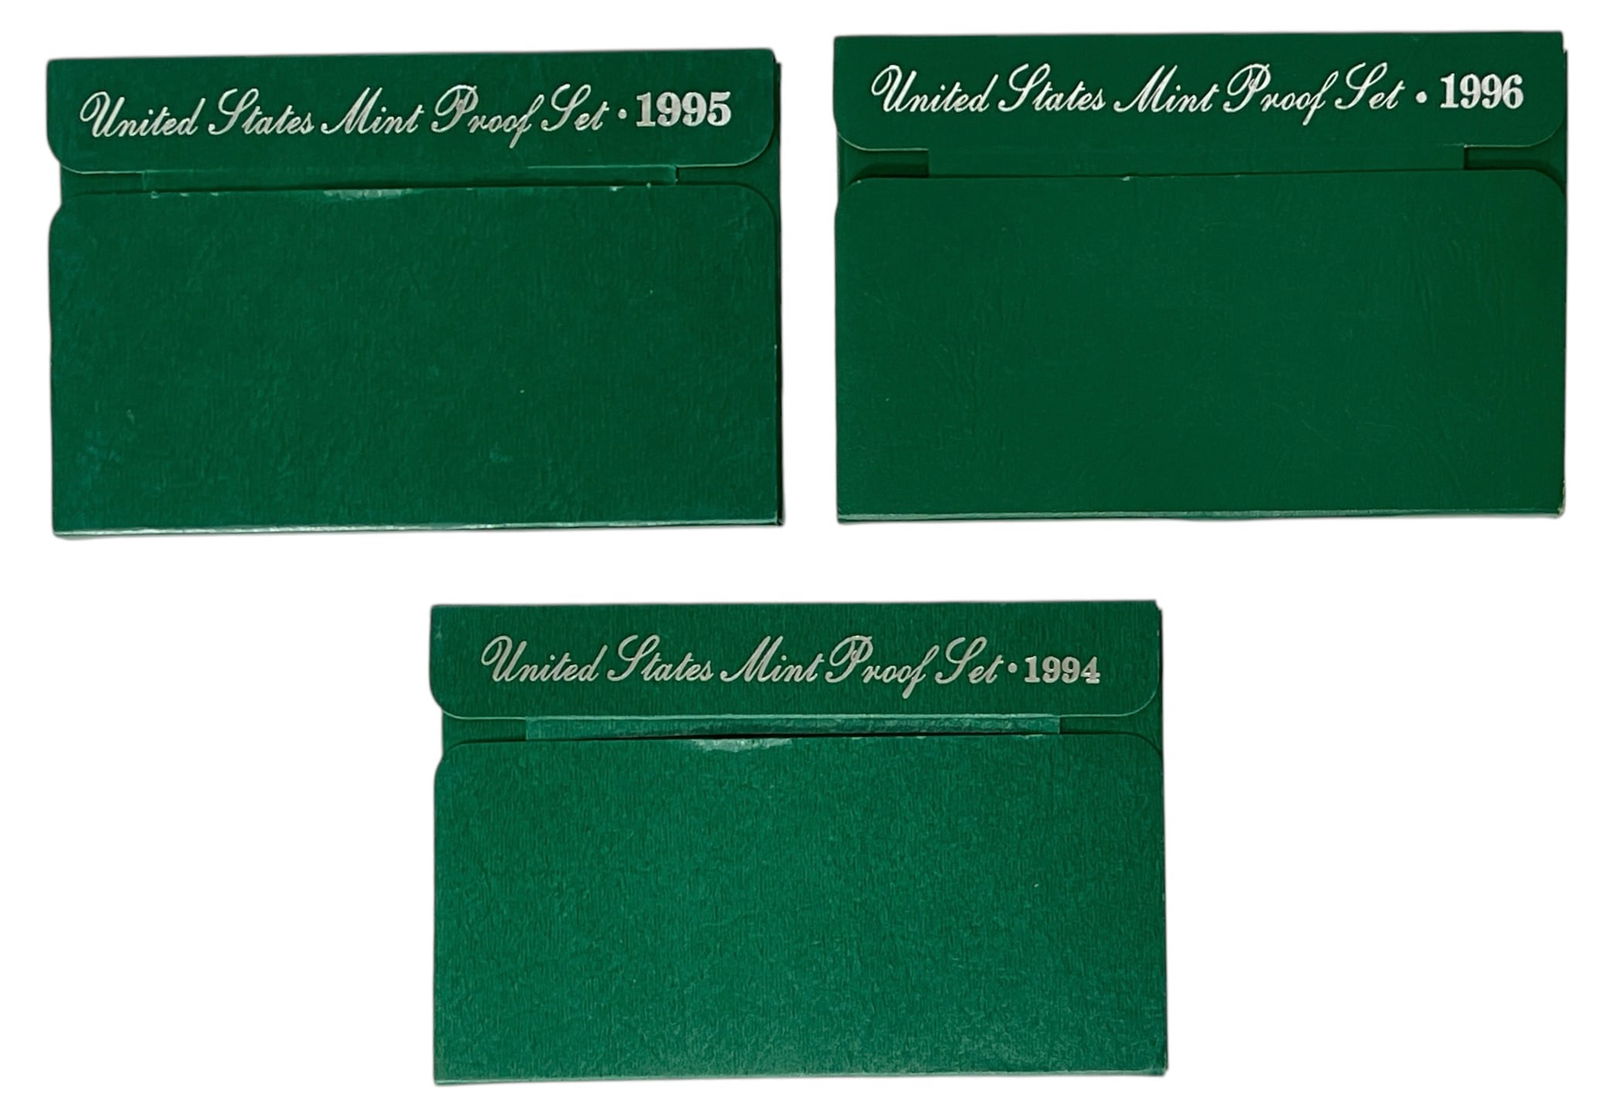 United States Mint Proof Set · 1995
United States Mint Proof Set · 1996
United States Mint Proof Set · 1994